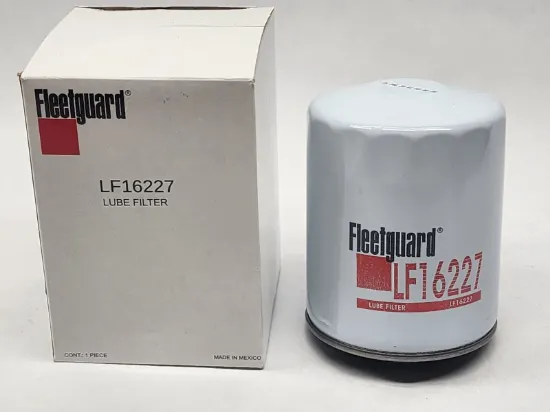 Fleetguard®
LF16227
LUBE FILTER
CONT.: 1 PIECE
MADE IN MEXICO
Fleetguard®
LF16227
LUBE FILTER
LF16227